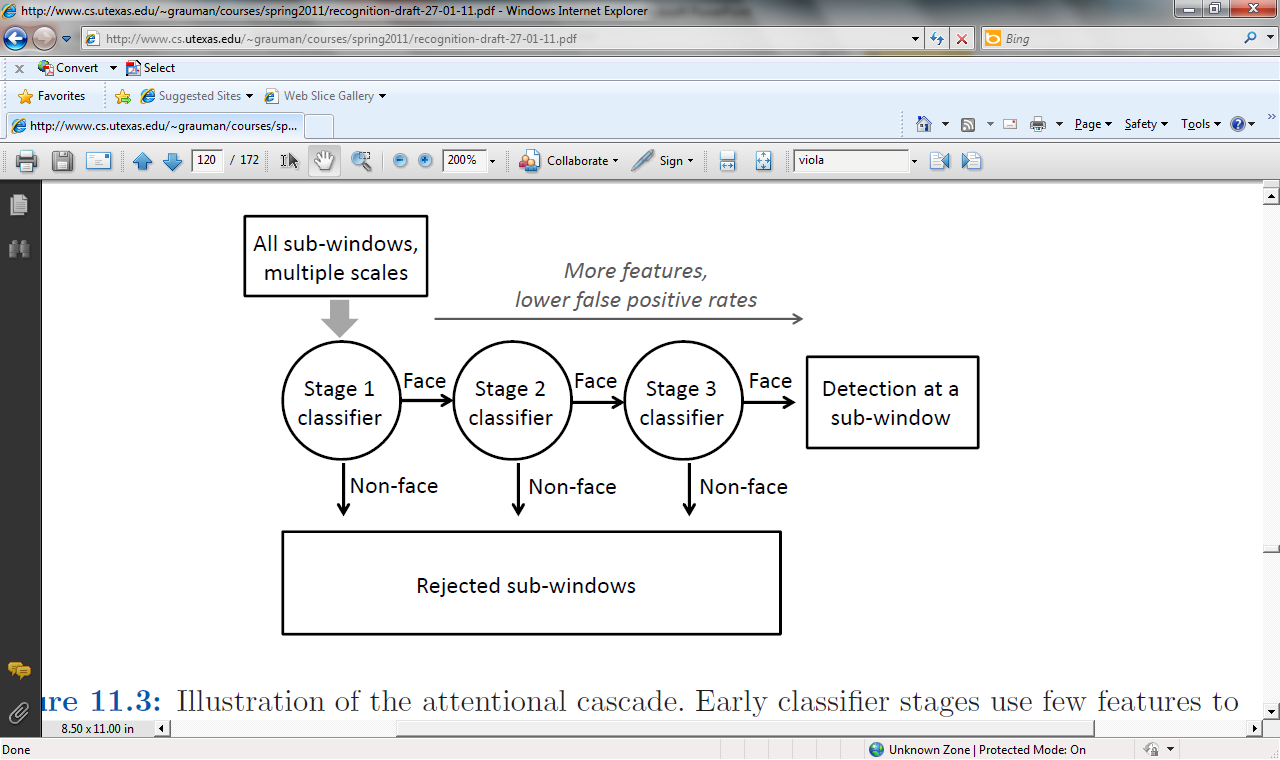 http://www.cs.utexas.edu/~grauman/courses/spring2011/recognition-draft-27-01-11.pdf - Windows Internet Explorer
http://www.cs.utexas.edu/~grauman/courses/spring2011/recognition-draft-27-01-11.pdf
Bing
x Convert Select
Favorites Suggested Sites Web Slice Gallery
http://www.cs.utexas.edu/~grauman/courses/sp...
Page Safety Tools »
120 / 172 200% Collaborate Sign viola
All sub-windows,
multiple scales
More features,
lower false positive rates
Stage 1
classifier
Face
Stage 2
classifier
Face
Stage 3
classifier
Face
Detection at a
sub-window
Non-face
Non-face
Non-face
Rejected sub-windows
ure 11.3: Illustration of the attentional cascade. Early classifier stages use few features to
8.50 x 11.00 in
Done
Unknown Zone | Protected Mode: On